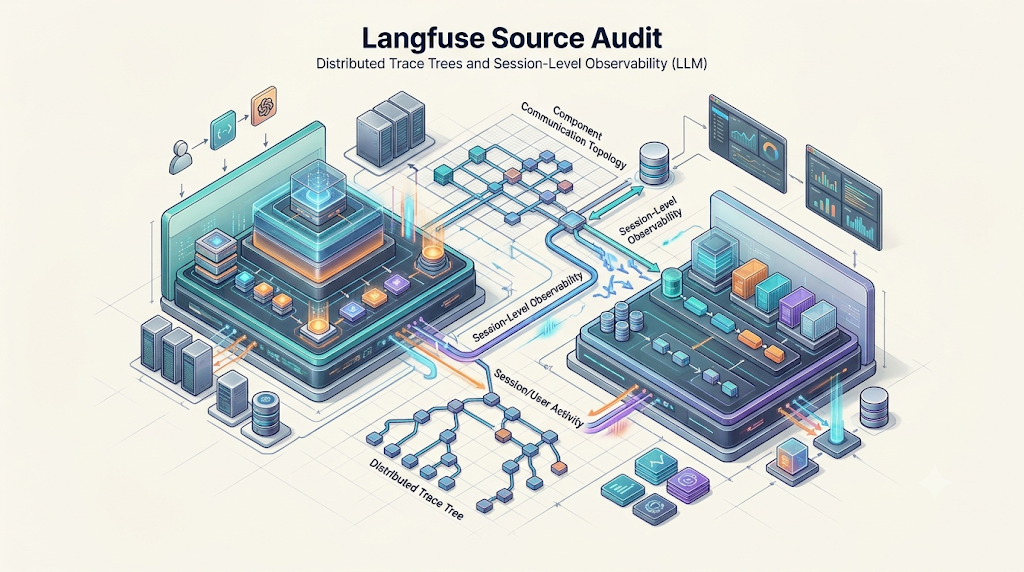 Langfuse Source Audit
Distributed Trace Trees and Session-Level Observability (LLM)
Component
Communication Topology
Session-Level
Observability
Session-Level Observability
Session/User Activity
Distributed Trace Tree